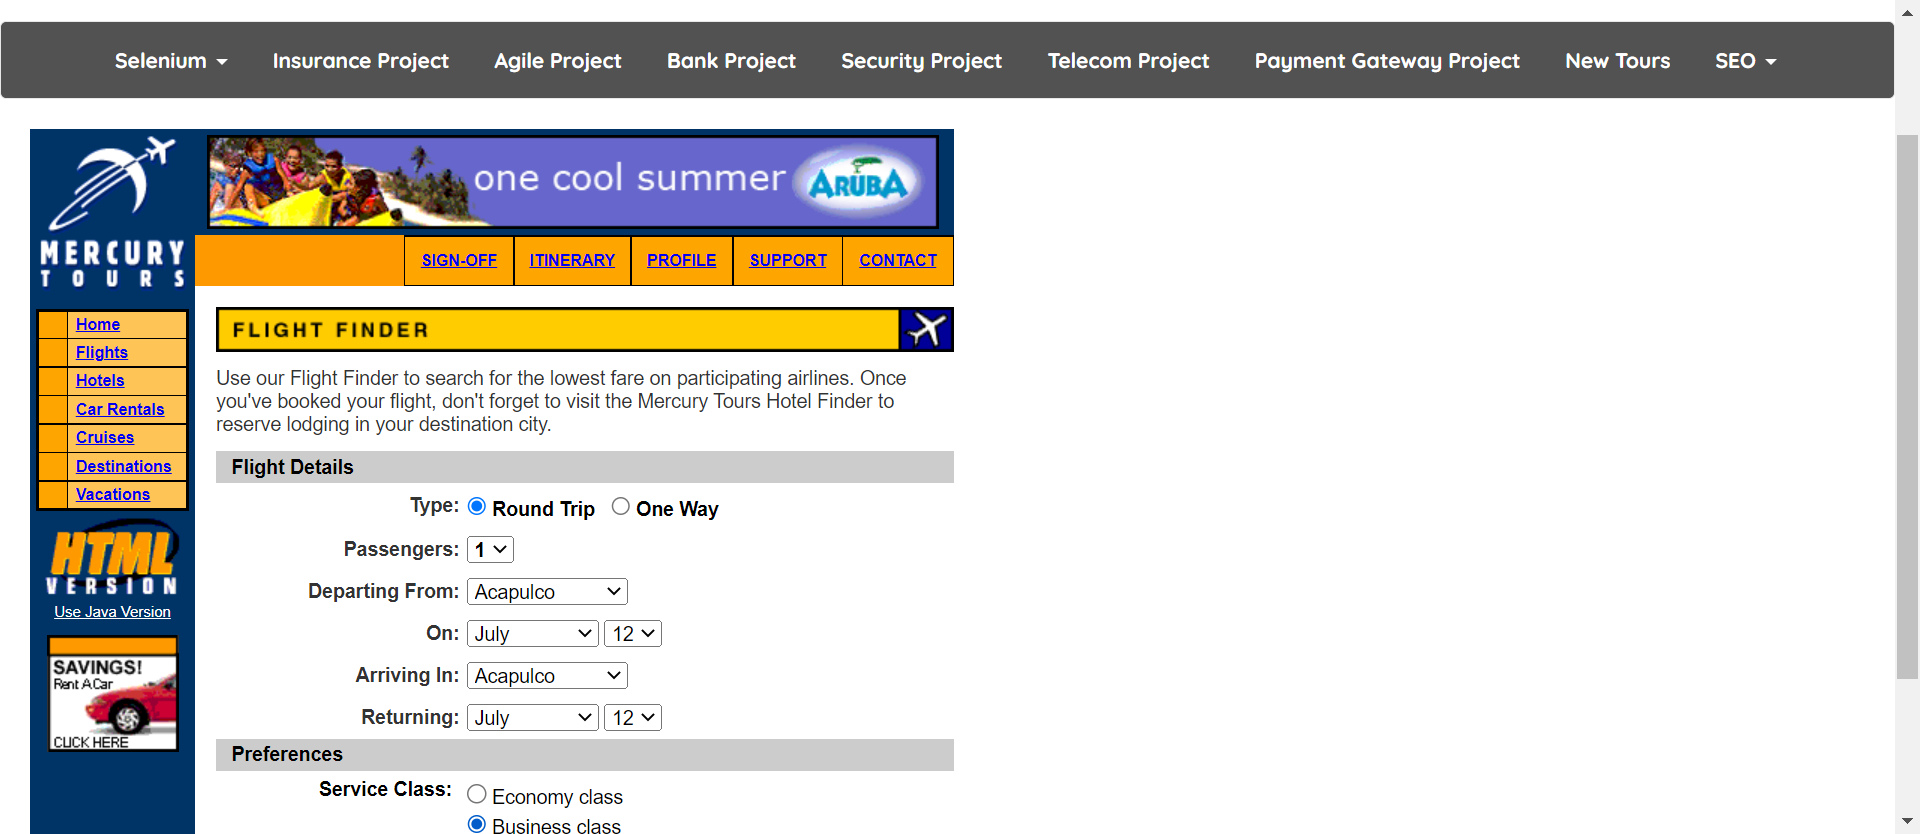 Selenium Insurance Project Agile Project Bank Project Security Project Telecom Project Payment Gateway Project New Tours SEO
one cool summer ARUBA
MERCURY
TOURS
SIGN-OFF ITINERARY PROFILE SUPPORT CONTACT
Home
Flights
Hotels
Car Rentals
Cruises
Destinations
Vacations
HTML
VERSION
Use Java Version
SAVINGS!
Rent A Car
CLICK HERE
FLIGHT FINDER
Use our Flight Finder to search for the lowest fare on participating airlines. Once
you've booked your flight, don't forget to visit the Mercury Tours Hotel Finder to
reserve lodging in your destination city.
Flight Details
Type: Round Trip One Way
Passengers: 1
Departing From: Acapulco
On: July 12
Arriving In: Acapulco
Returning: July 12
Preferences
Service Class: Economy class
Business class